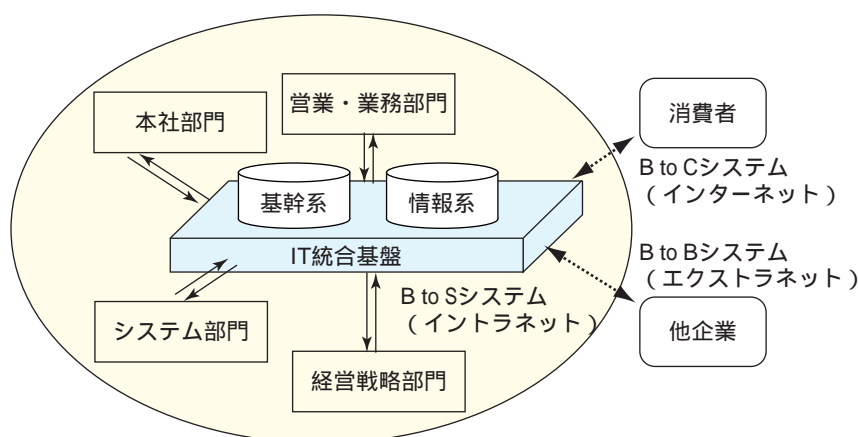 営業・業務部門
本社部門
消費者
B to Cシステム
（インターネット）
基幹系
情報系
IT統合基盤
B to Bシステム
（エクストラネット）
B to Sシステム
（イントラネット）
システム部門
他企業
経営戦略部門